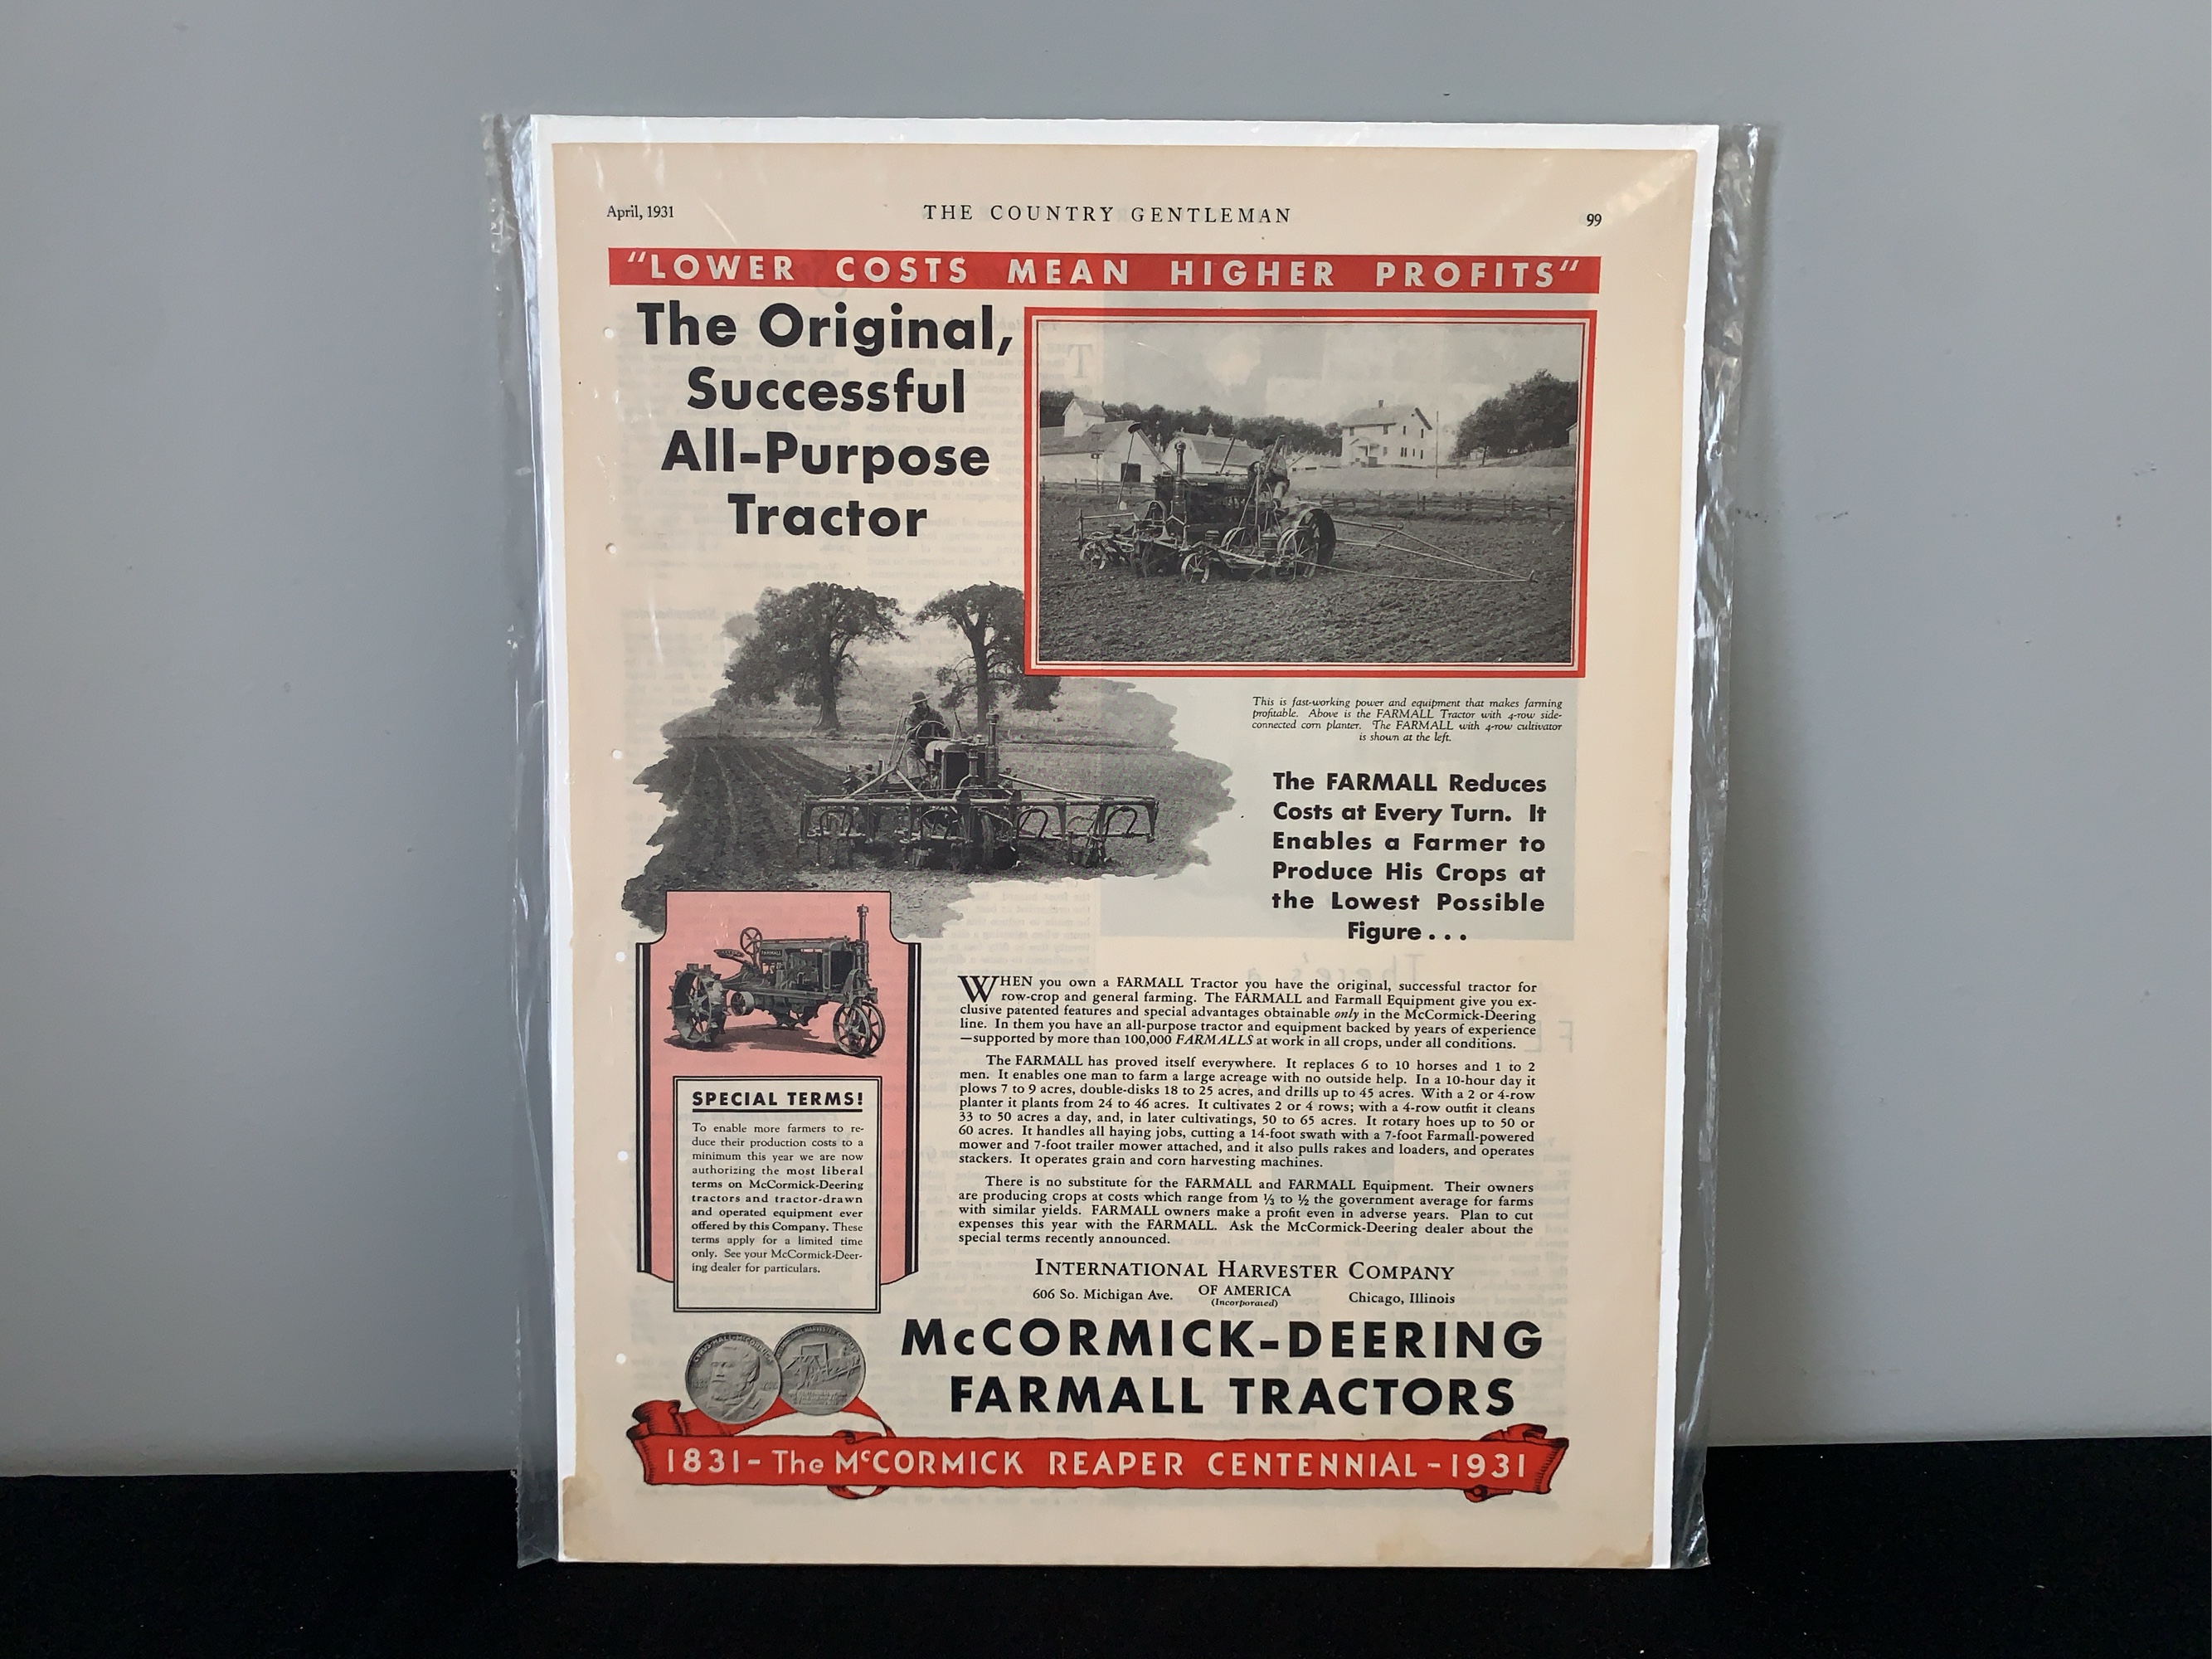 April, 1931
THE COUNTRY GENTLEMAN
99
"LOWER COSTS MEAN HIGHER PROFITS"
The Original,
Successful
All-Purpose
Tractor
This is fast-working power and equipment that makes farming
profitable. Above is the FARMALL Tractor with 4-row side-
connected corn planter. The FARMALL with 4-row cultivator
is shown at the left.
The FARMALL Reduces
Costs at Every Turn. It
Enables a Farmer to
Produce His Crops at
the Lowest Possible
Figure . . .
FARMALL
SPECIAL TERMS!
To enable more farmers to re-
duce their production costs to a
minimum this year we are now
authorizing the most liberal
terms on McCormick-Deering
tractors and tractor-drawn
and operated equipment ever
offered by this Company. These
terms apply for a limited time
only. See your McCormick-Deer-
ing dealer for particulars.
WHEN you own a FARMALL Tractor you have the original, successful tractor for
row-crop and general farming. The FARMALL and Farmall Equipment give you ex-
clusive patented features and special advantages obtainable only in the McCormick-Deering
line. In them you have an all-purpose tractor and equipment backed by years of experience
—supported by more than 100,000 FARMALLS at work in all crops, under all conditions.
The FARMALL has proved itself everywhere. It replaces 6 to 10 horses and 1 to 2
men. It enables one man to farm a large acreage with no outside help. In a 10-hour day it
plows 7 to 9 acres, double-disks 18 to 25 acres, and drills up to 45 acres. With a 2 or 4-row
planter it plants from 24 to 46 acres. It cultivates 2 or 4 rows; with a 4-row outfit it cleans
33 to 50 acres a day, and, in later cultivatings, 50 to 65 acres. It rotary hoes up to 50 or
60 acres. It handles all haying jobs, cutting a 14-foot swath with a 7-foot Farmall-powered
mower and 7-foot trailer mower attached, and it also pulls rakes and loaders, and operates
stackers. It operates grain and corn harvesting machines.
There is no substitute for the FARMALL and FARMALL Equipment. Their owners
are producing crops at costs which range from ⅓ to ½ the government average for farms
with similar yields. FARMALL owners make a profit even in adverse years. Plan to cut
expenses this year with the FARMALL. Ask the McCormick-Deering dealer about the
special terms recently announced.
INTERNATIONAL HARVESTER COMPANY
606 So. Michigan Ave. OF AMERICA Chicago, Illinois
(Incorporated)
McCORMICK-DEERING
FARMALL TRACTORS
1831 - The McCORMICK REAPER CENTENNIAL - 1931